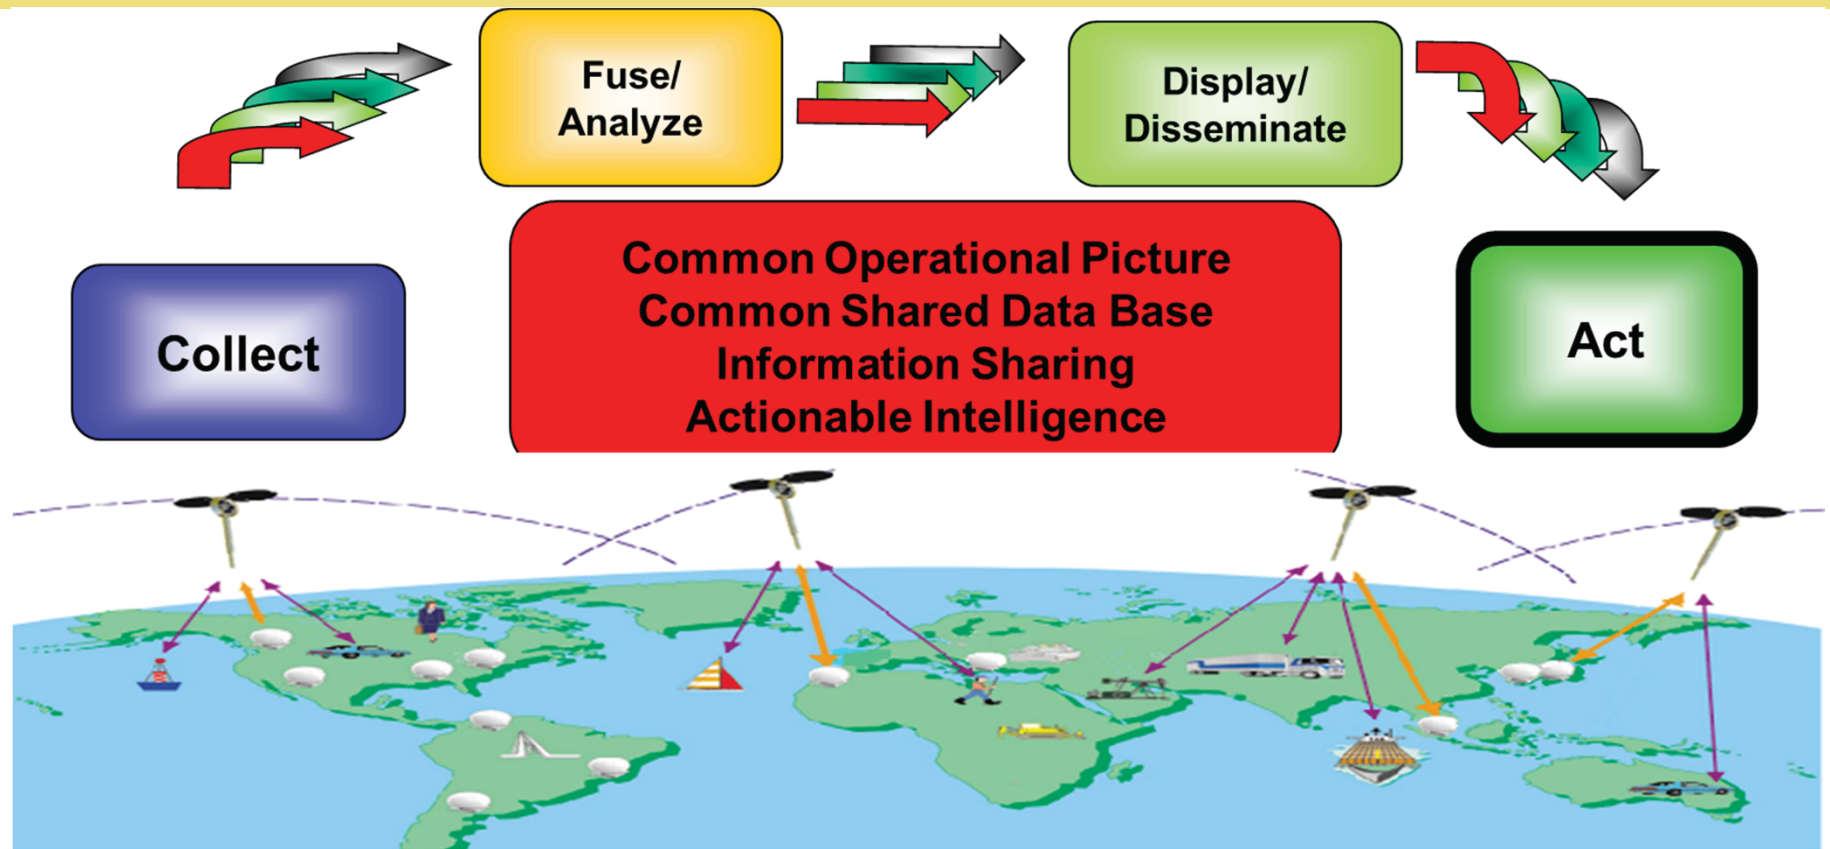 Fuse/
Analyze
Display/
Disseminate
Collect
Common Operational Picture
Common Shared Data Base
Information Sharing
Actionable Intelligence
Act